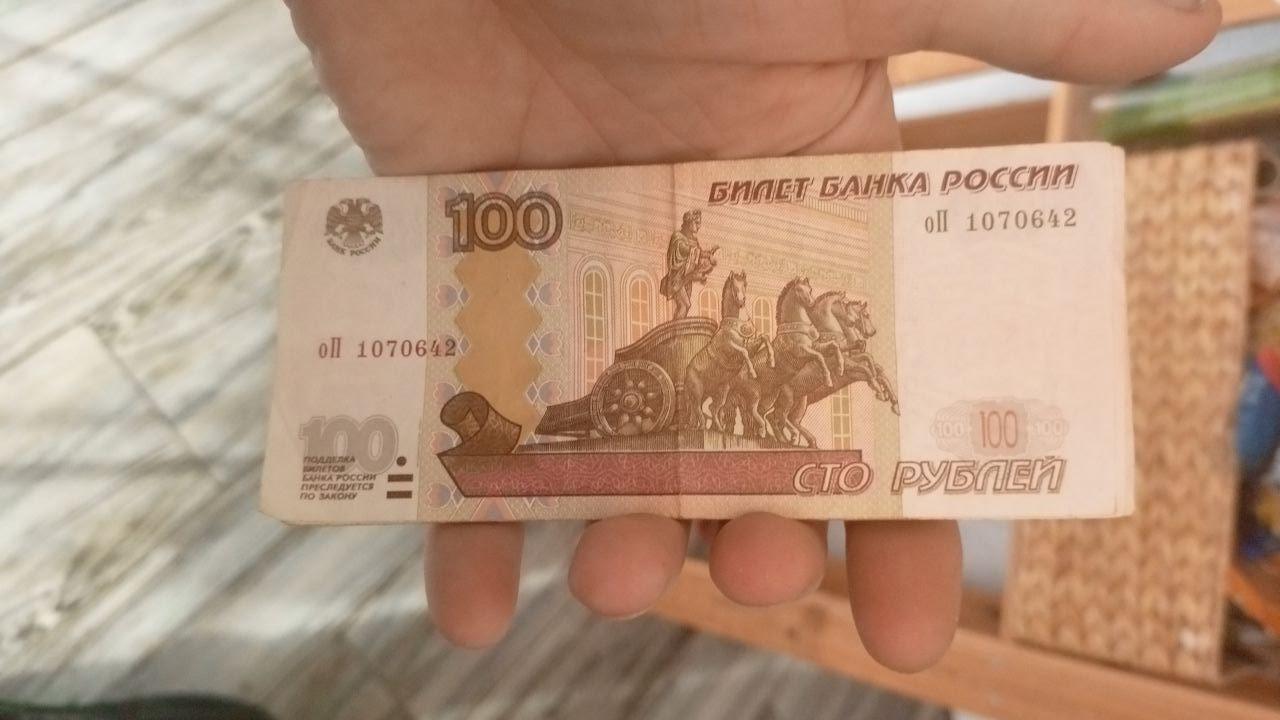 БАНК РОССИИ
100
БИЛЕТ БАНКА РОССИИ
оП 1070642
оП 1070642
100
ПОДДЕЛКА
БИЛЕТОВ
БАНКА РОССИИ
ПРЕСЛЕДУЕТСЯ
ПО ЗАКОНУ
100 100 100
СТО РУБЛЕЙ